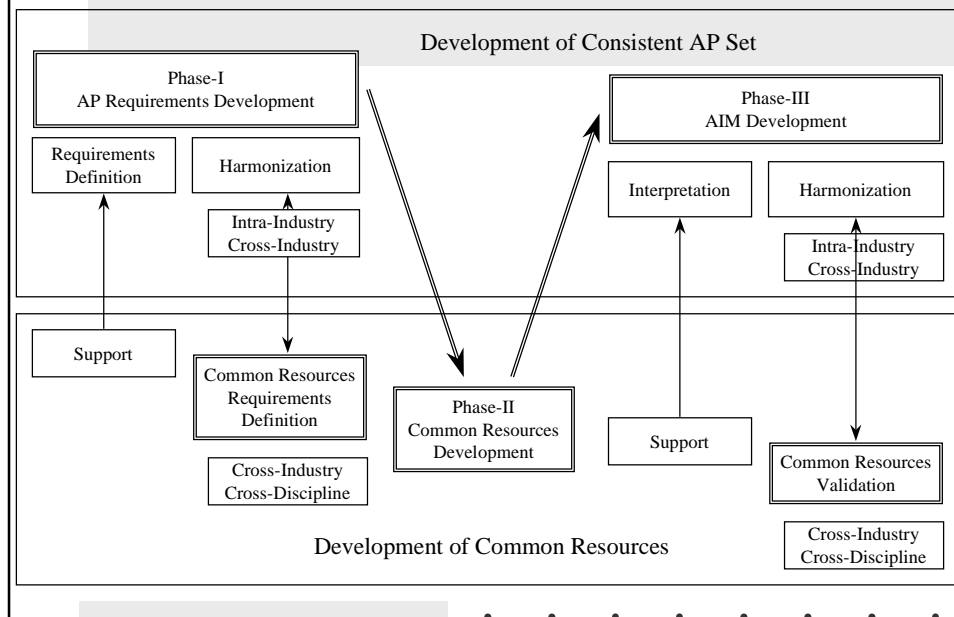 Development of Consistent AP Set
Phase-I
AP Requirements Development
Phase-III
AIM Development
Requirements
Definition
Harmonization
Interpretation
Harmonization
Intra-Industry
Cross-Industry
Intra-Industry
Cross-Industry
Support
Common Resources
Requirements
Definition
Phase-II
Common Resources
Development
Support
Common Resources
Validation
Cross-Industry
Cross-Discipline
Cross-Industry
Cross-Discipline
Development of Common Resources